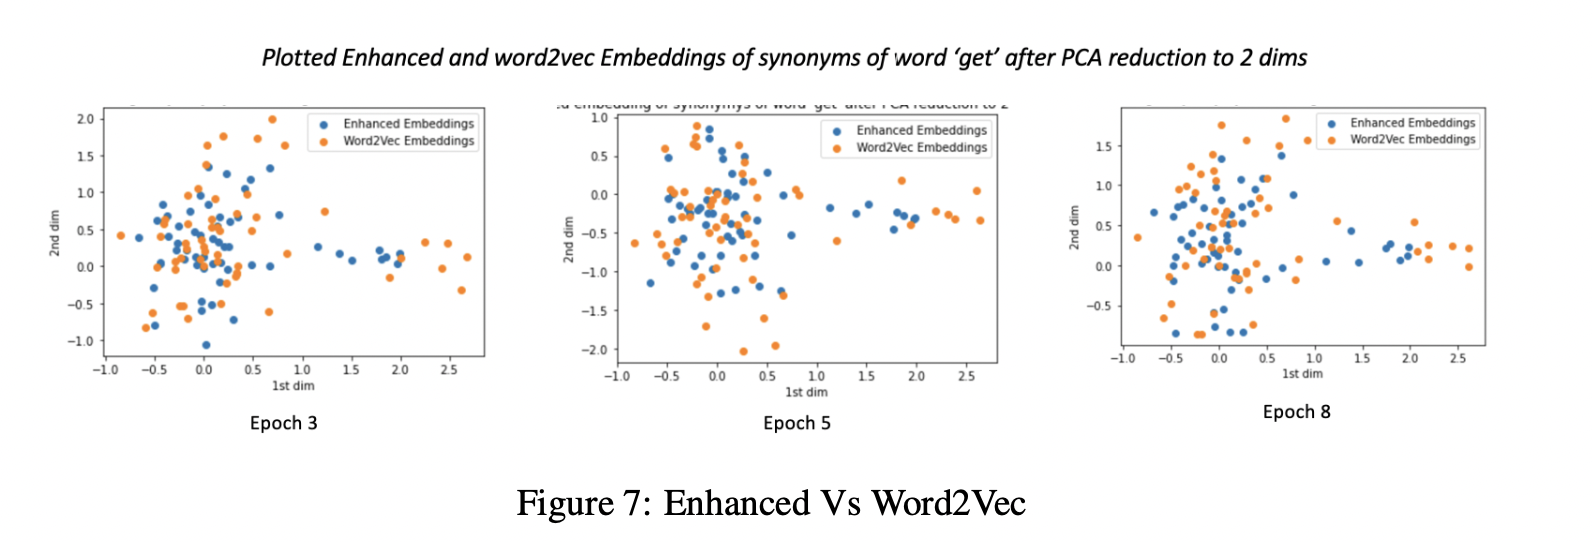 Plotted Enhanced and word2vec Embeddings of synonyms of word ‘get’ after PCA reduction to 2 dims
Enhanced Embeddings
Word2Vec Embeddings
2.0
1.5
1.0
0.5
0.0
−0.5
−1.0
2nd dim
−1.0 −0.5 0.0 0.5 1.0 1.5 2.0 2.5
1st dim
Epoch 3
embedding of synonymys of word 'get' after PCA reduction to 2
Enhanced Embeddings
Word2Vec Embeddings
1.0
0.5
0.0
−0.5
−1.0
−1.5
−2.0
2nd dim
−1.0 −0.5 0.0 0.5 1.0 1.5 2.0 2.5
1st dim
Epoch 5
Enhanced Embeddings
Word2Vec Embeddings
1.5
1.0
0.5
0.0
−0.5
2nd dim
−1.0 −0.5 0.0 0.5 1.0 1.5 2.0 2.5
1st dim
Epoch 8
Figure 7: Enhanced Vs Word2Vec